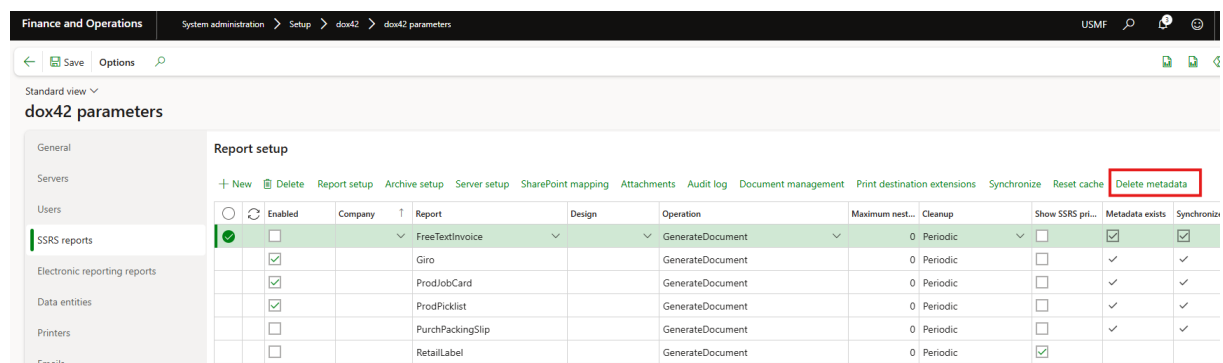 Finance and Operations System administration > Setup > dox42 > dox42 parameters USMF 3
Save Options
Standard view
dox42 parameters
General
Servers
Users
SSRS reports
Electronic reporting reports
Data entities
Printers
Emails
Report setup
+ New Delete Report setup Archive setup Server setup SharePoint mapping Attachments Audit log Document management Print destination extensions Synchronize Reset cache Delete metadata
Enabled Company ↑ Report Design Operation Maximum nest... Cleanup Show SSRS pri... Metadata exists Synchronize
FreeTextInvoice GenerateDocument 0 Periodic
Giro GenerateDocument 0 Periodic
ProdJobCard GenerateDocument 0 Periodic
ProdPicklist GenerateDocument 0 Periodic
PurchPackingSlip GenerateDocument 0 Periodic
RetailLabel GenerateDocument 0 Periodic